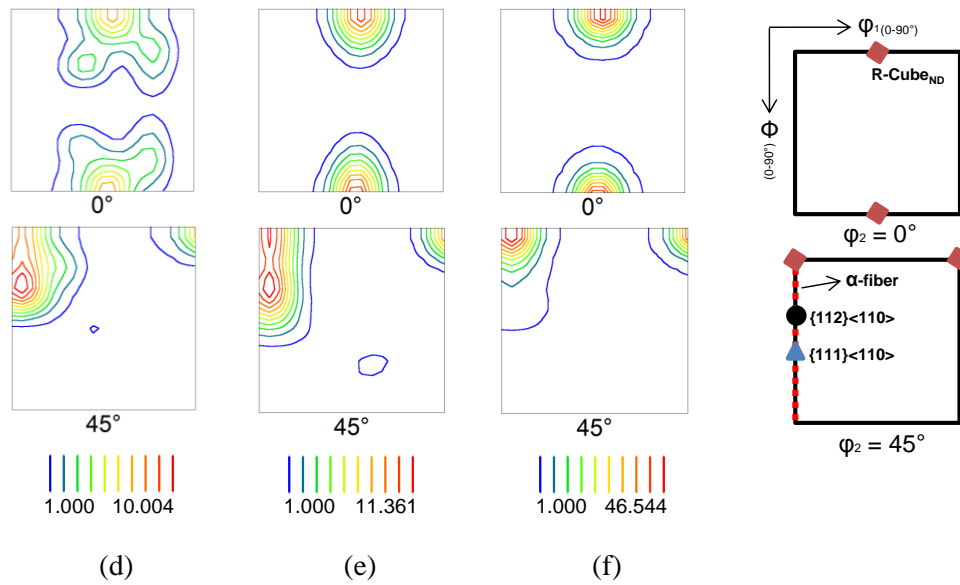 0°
0°
0°
45°
45°
45°
1.000 10.004
1.000 11.361
1.000 46.544
(d)
(e)
(f)
φ1(0-90°)
Φ
(0-90°)
R-CubeND
φ2 = 0°
α-fiber
{112}<110>
{111}<110>
φ2 = 45°